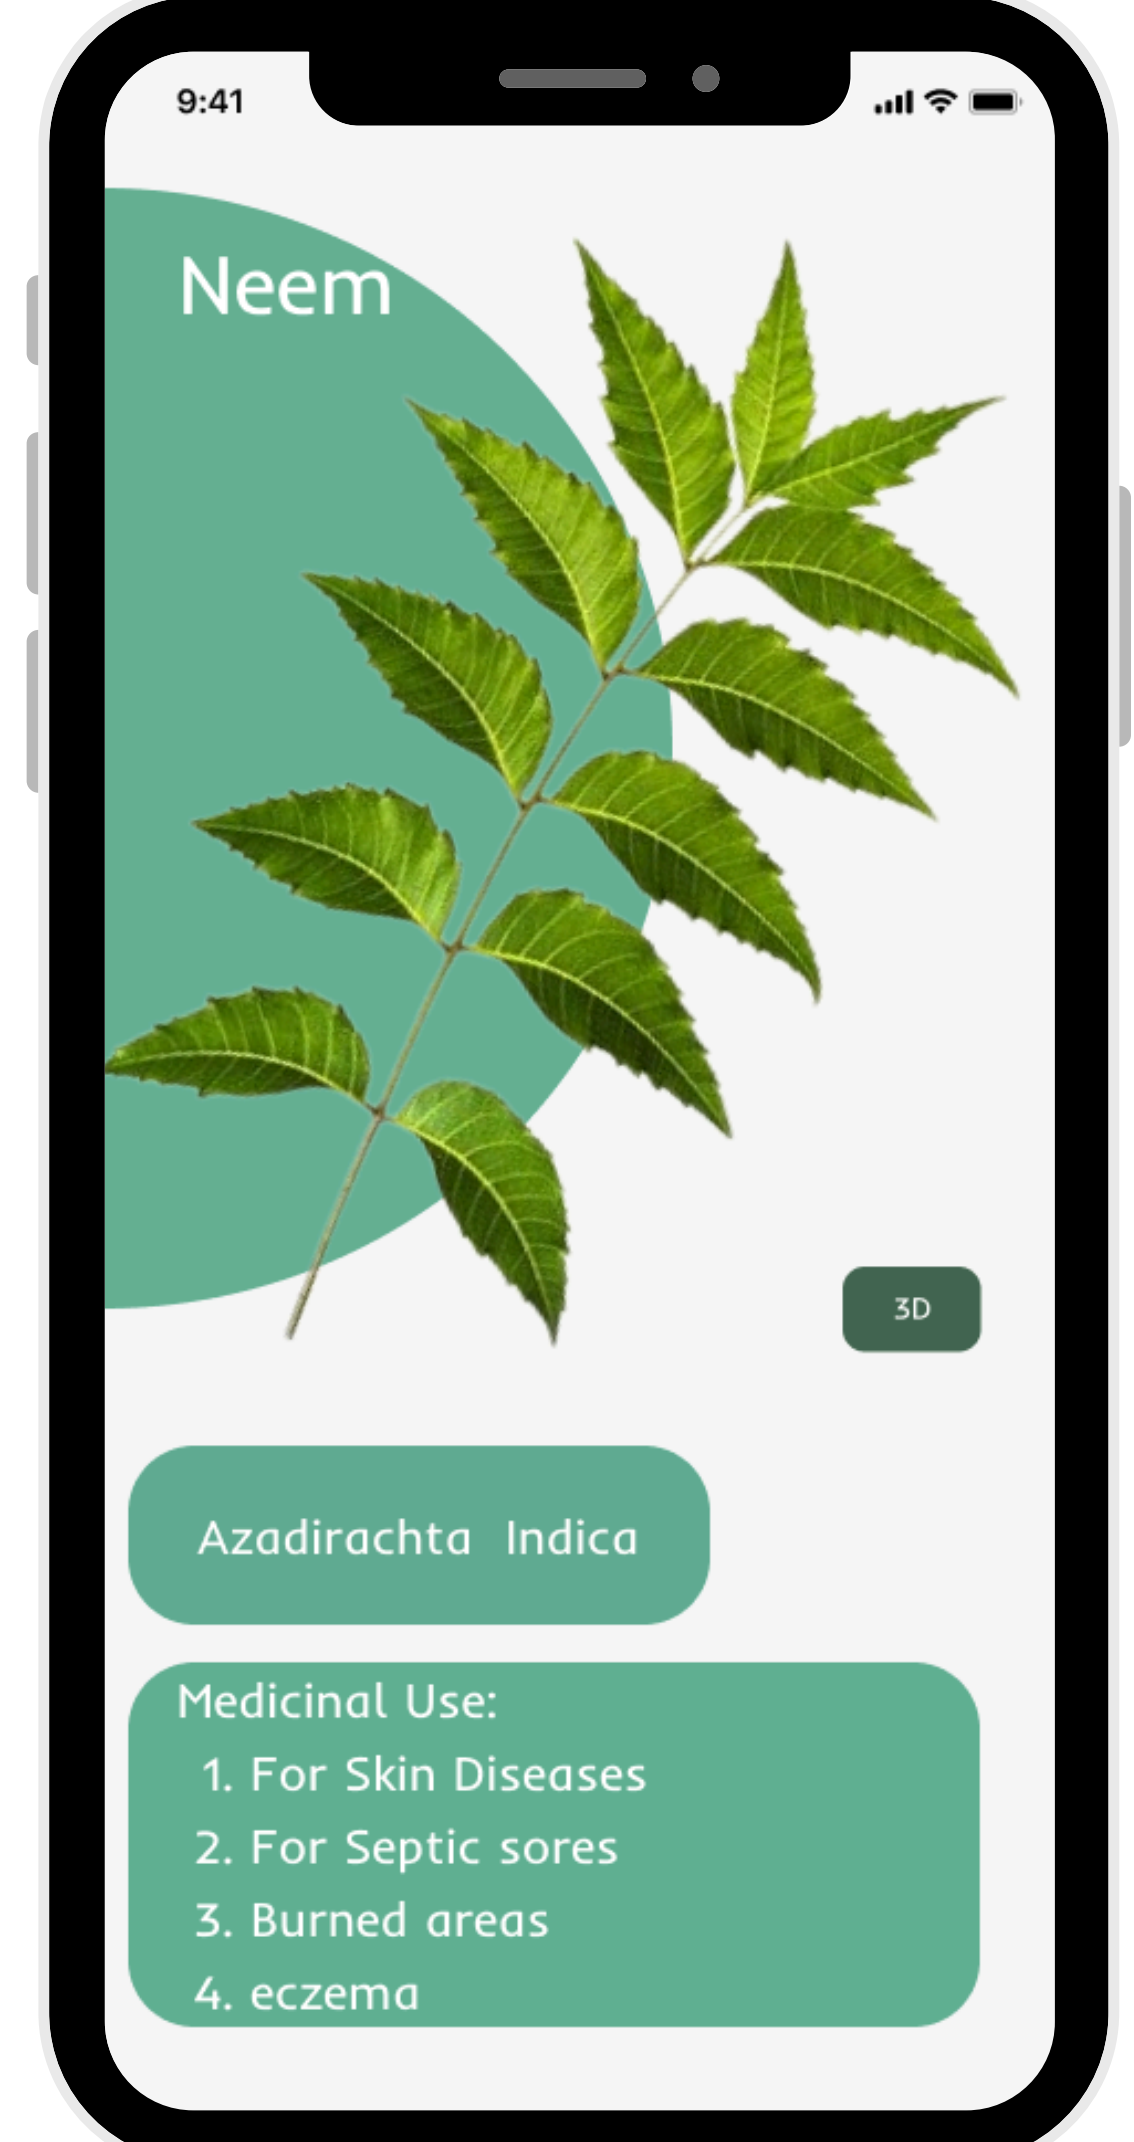 9:41
Neem
3D
Azadirachta Indica
Medicinal Use:
1. For Skin Diseases
2. For Septic sores
3. Burned areas
4. eczema